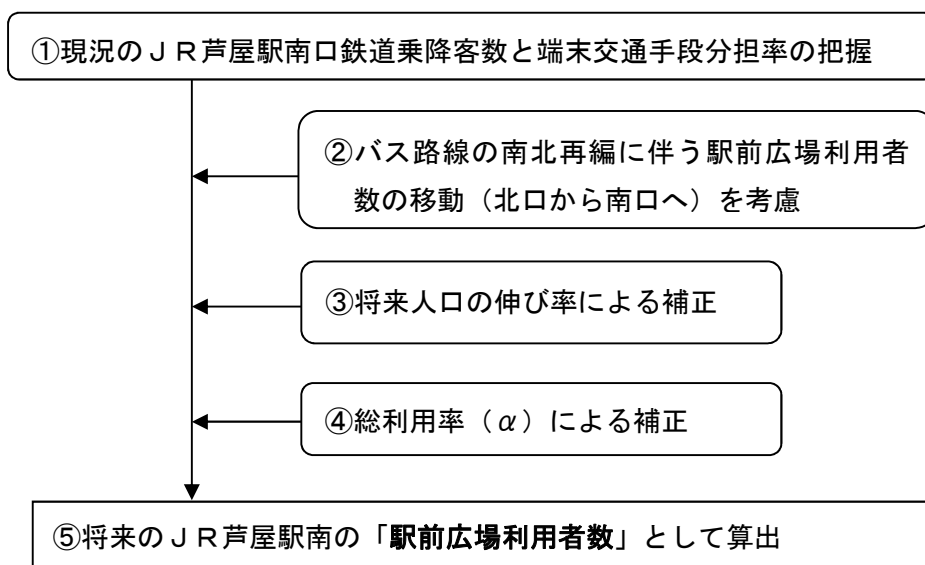 ①現況のＪＲ芦屋駅南口鉄道乗降客数と端末交通手段分担率の把握
②バス路線の南北再編に伴う駅前広場利用者
数の移動（北口から南口へ）を考慮
③将来人口の伸び率による補正
④総利用率（α）による補正
⑤将来のＪＲ芦屋駅南の「駅前広場利用者数」として算出